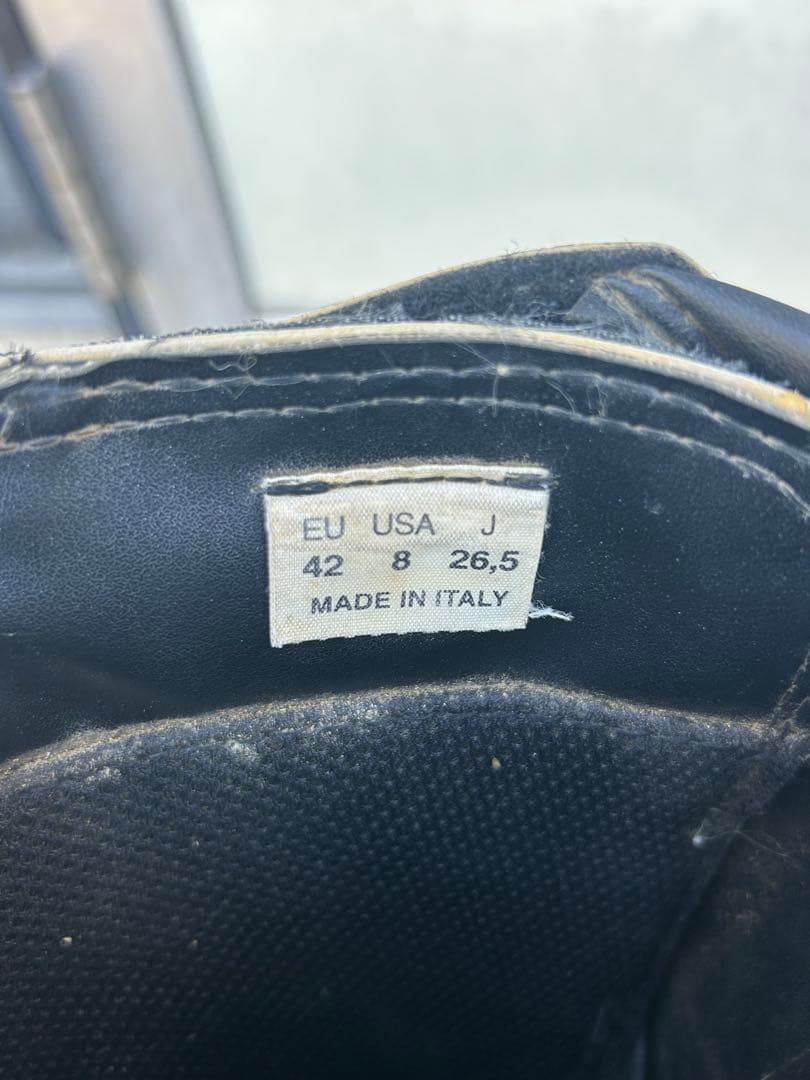 EU USA J
42 8 26,5
MADE IN ITALY